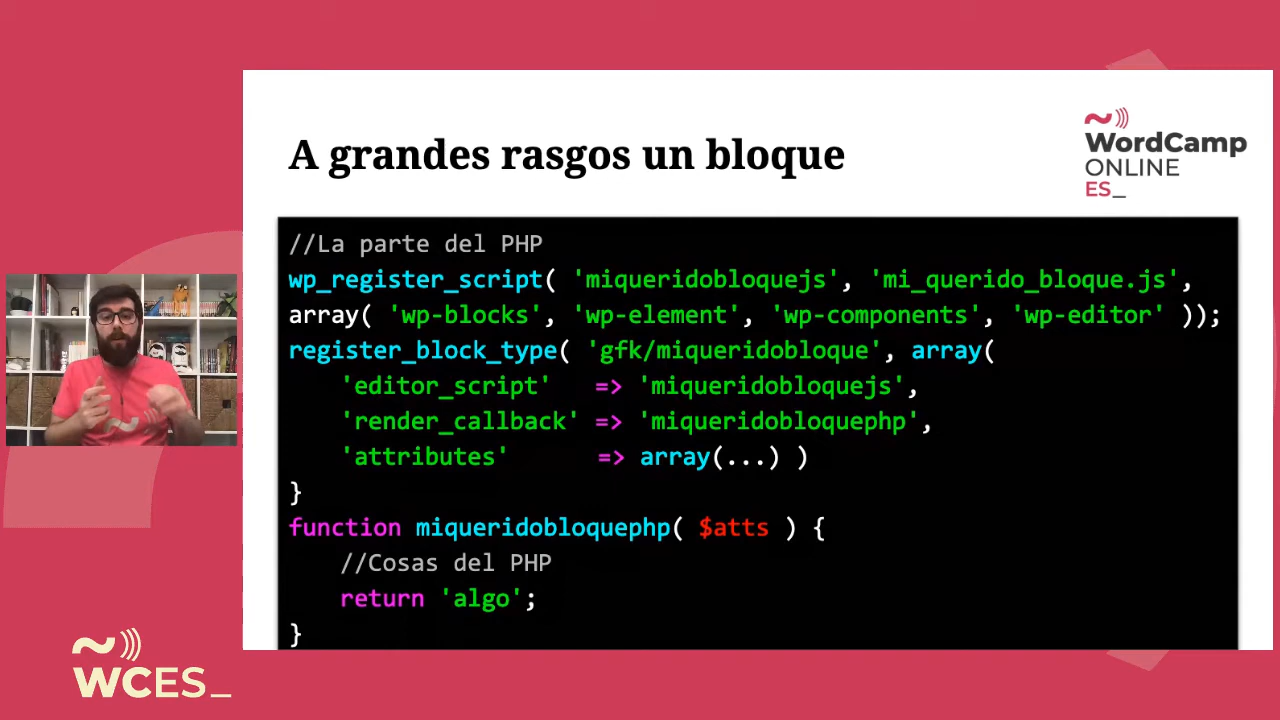 A grandes rasgos un bloque
WordCamp
ONLINE
ES_
//La parte del PHP
wp_register_script( 'miqueridobloquejs', 'mi_querido_bloque.js',
array( 'wp-blocks', 'wp-element', 'wp-components', 'wp-editor' ));
register_block_type( 'gfk/miqueridobloque', array(
    'editor_script'   => 'miqueridobloquejs',
    'render_callback' => 'miqueridobloquephp',
    'attributes'      => array(...) )
}
function miqueridobloquephp( $atts ) {
    //Cosas del PHP
    return 'algo';
}
WCES_